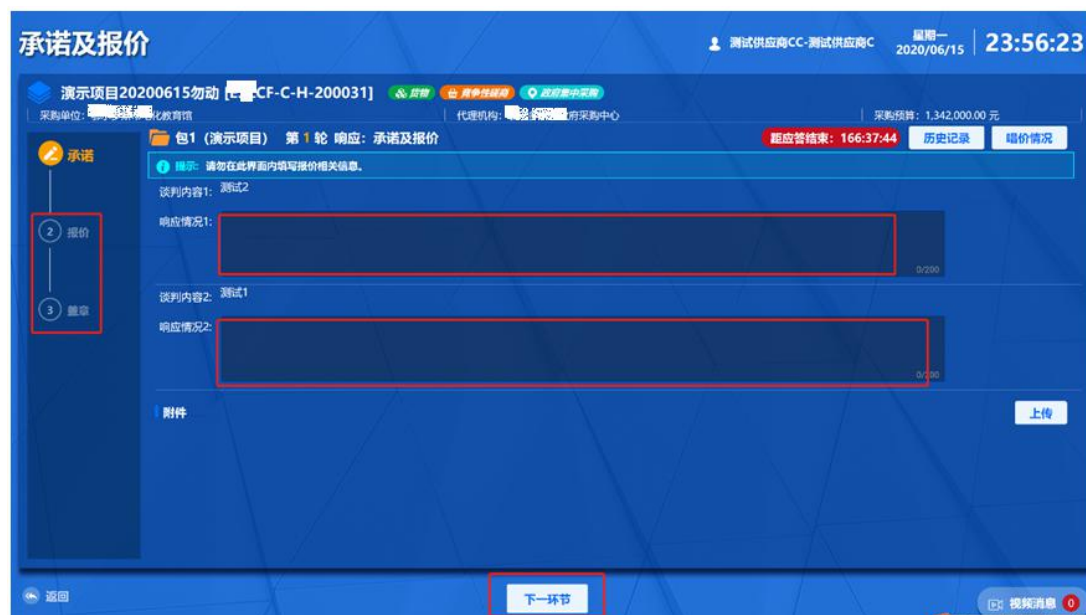 承诺及报价
测试供应商CC-测试供应商C
星期一
2020/06/15
23:56:23
演示项目20200615勿动 [ CF-C-H-200031] 货物 竞争性磋商 政府集中采购
采购单位: 化教育馆
代理机构: 府采购中心
采购预算: 1,342,000.00 元
承诺
2 报价
3 盖章
包1 (演示项目) 第 1 轮 响应: 承诺及报价
距应答结束: 166:37:44
历史记录
唱价情况
提示: 请勿在此界面内填写报价相关信息。
谈判内容1: 测试2
响应情况1:
0/200
谈判内容2: 测试1
响应情况2:
0/200
附件
上传
返回
下一环节
视频消息 0